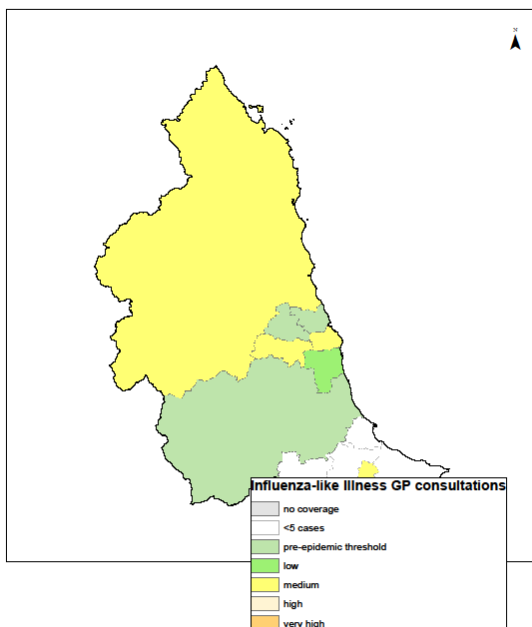 N
Influenza-like Illness GP consultations
no coverage
<5 cases
pre-epidemic threshold
low
medium
high
very high